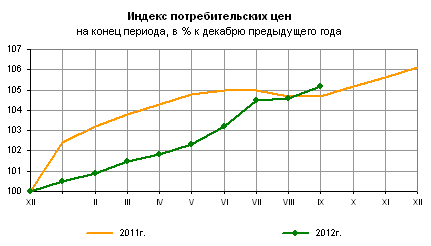 Индекс потребительских цен
на конец периода, в % к декабрю предыдущего года
107
106
105
104
103
102
101
100
XII II III IV V VI VII VIII IX X XI XII
2011г. 2012г.